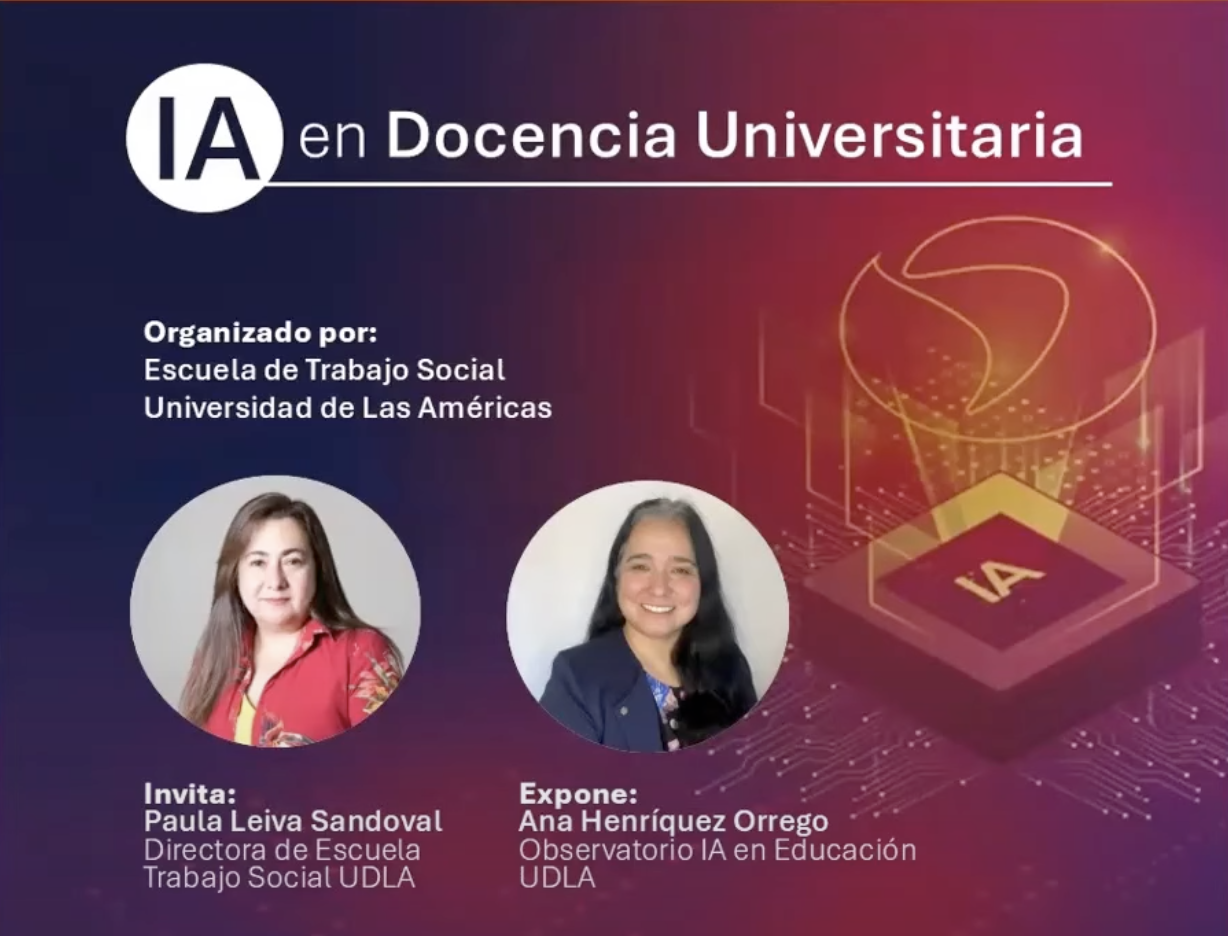 IA en Docencia Universitaria
Organizado por:
Escuela de Trabajo Social
Universidad de Las Américas
IA
Invita:
Paula Leiva Sandoval
Directora de Escuela
Trabajo Social UDLA
Expone:
Ana Henríquez Orrego
Observatorio IA en Educación
UDLA